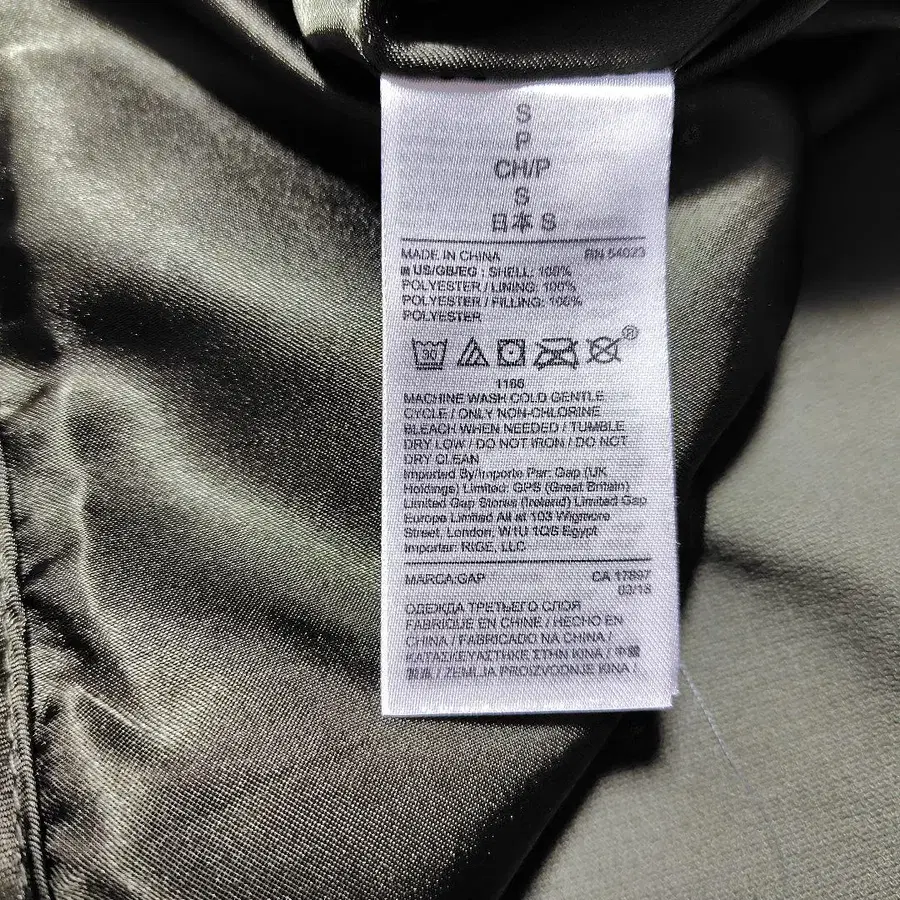 S
P
CH/P
S
日本 S
MADE IN CHINA RN 54023
US/GB/EG : SHELL: 100%
POLYESTER / LINING: 100%
POLYESTER / FILLING: 100%
POLYESTER
30
®
1166
MACHINE WASH COLD GENTLE
CYCLE / ONLY NON-CHLORINE
BLEACH WHEN NEEDED / TUMBLE
DRY LOW / DO NOT IRON / DO NOT
DRY CLEAN
Imported By/Importe Par: Gap (UK
Holdings) Limited: GPS (Great Britain)
Limited Gap Stores (Ireland) Limited Gap
Europe Limited All at 103 Wigmore
Street, London, W1U 1QS Egypt
Importer: RIGE, LLC
MARCA:GAP CA 17897
ОДЕЖДА ТРЕТЬЕГО СЛОЯ
FABRIQUE EN CHINE / HECHO EN
CHINA / FABRICADO NA CHINA /
ΚΑΤΑΣΚΕΥΑΣΤΗΚΕ ΣΤΗΝ ΚΙΝΑ / 中國
製造 / ZEMLJA PROIZVODNJE KINA /